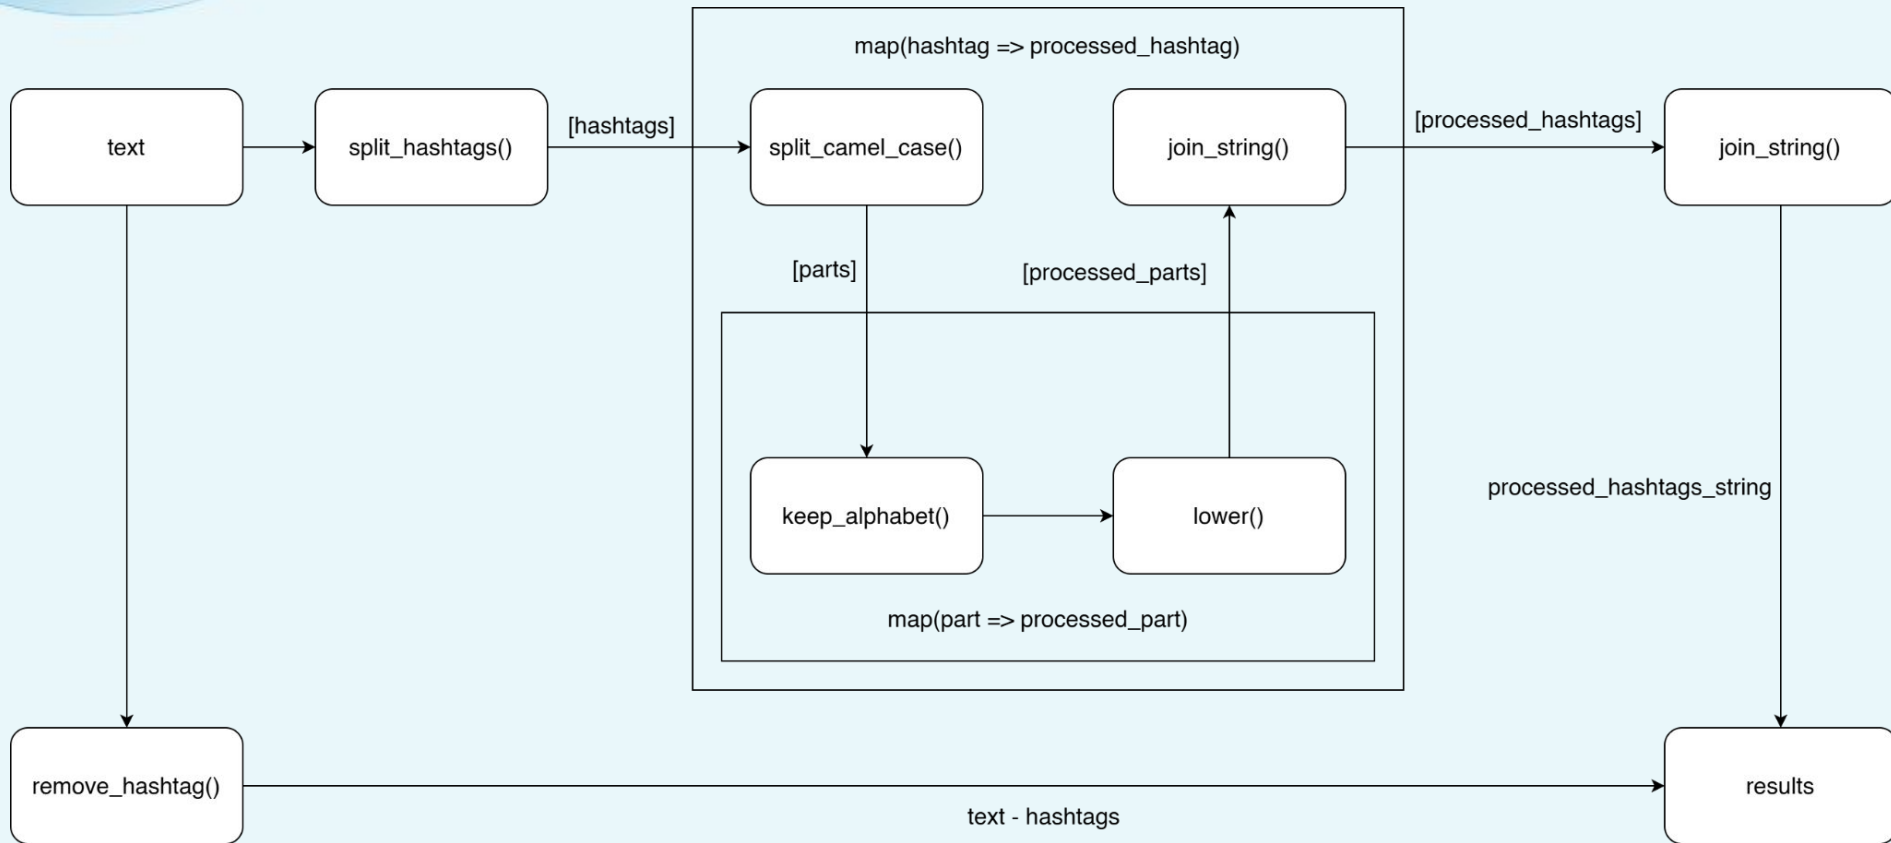 map(hashtag => processed_hashtag)
text
split_hashtags()
[hashtags]
split_camel_case()
join_string()
[processed_hashtags]
join_string()
[parts]
[processed_parts]
keep_alphabet()
lower()
processed_hashtags_string
map(part => processed_part)
remove_hashtag()
text - hashtags
results